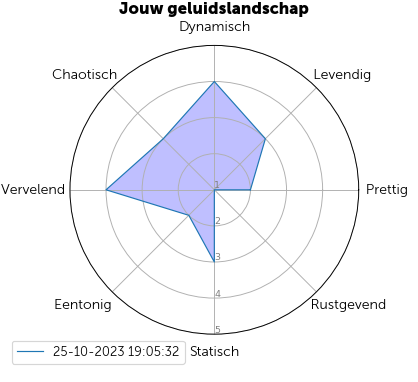 Jouw geluidslandschap
Dynamisch
Chaotisch
Levendig
Vervelend
1
Prettig
2
3
4
Eentonig
Rustgevend
5
25-10-2023 19:05:32
Statisch